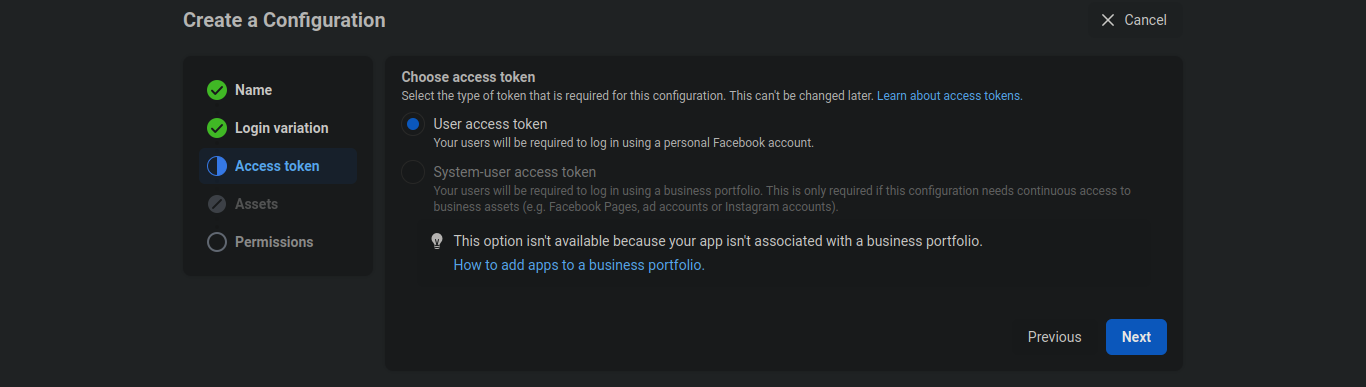 Create a Configuration
Cancel
Name
Login variation
Access token
Assets
Permissions
Choose access token
Select the type of token that is required for this configuration. This can't be changed later. Learn about access tokens.
User access token
Your users will be required to log in using a personal Facebook account.
System-user access token
Your users will be required to log in using a business portfolio. This is only required if this configuration needs continuous access to
business assets (e.g. Facebook Pages, ad accounts or Instagram accounts).
This option isn't available because your app isn't associated with a business portfolio.
How to add apps to a business portfolio.
Previous
Next